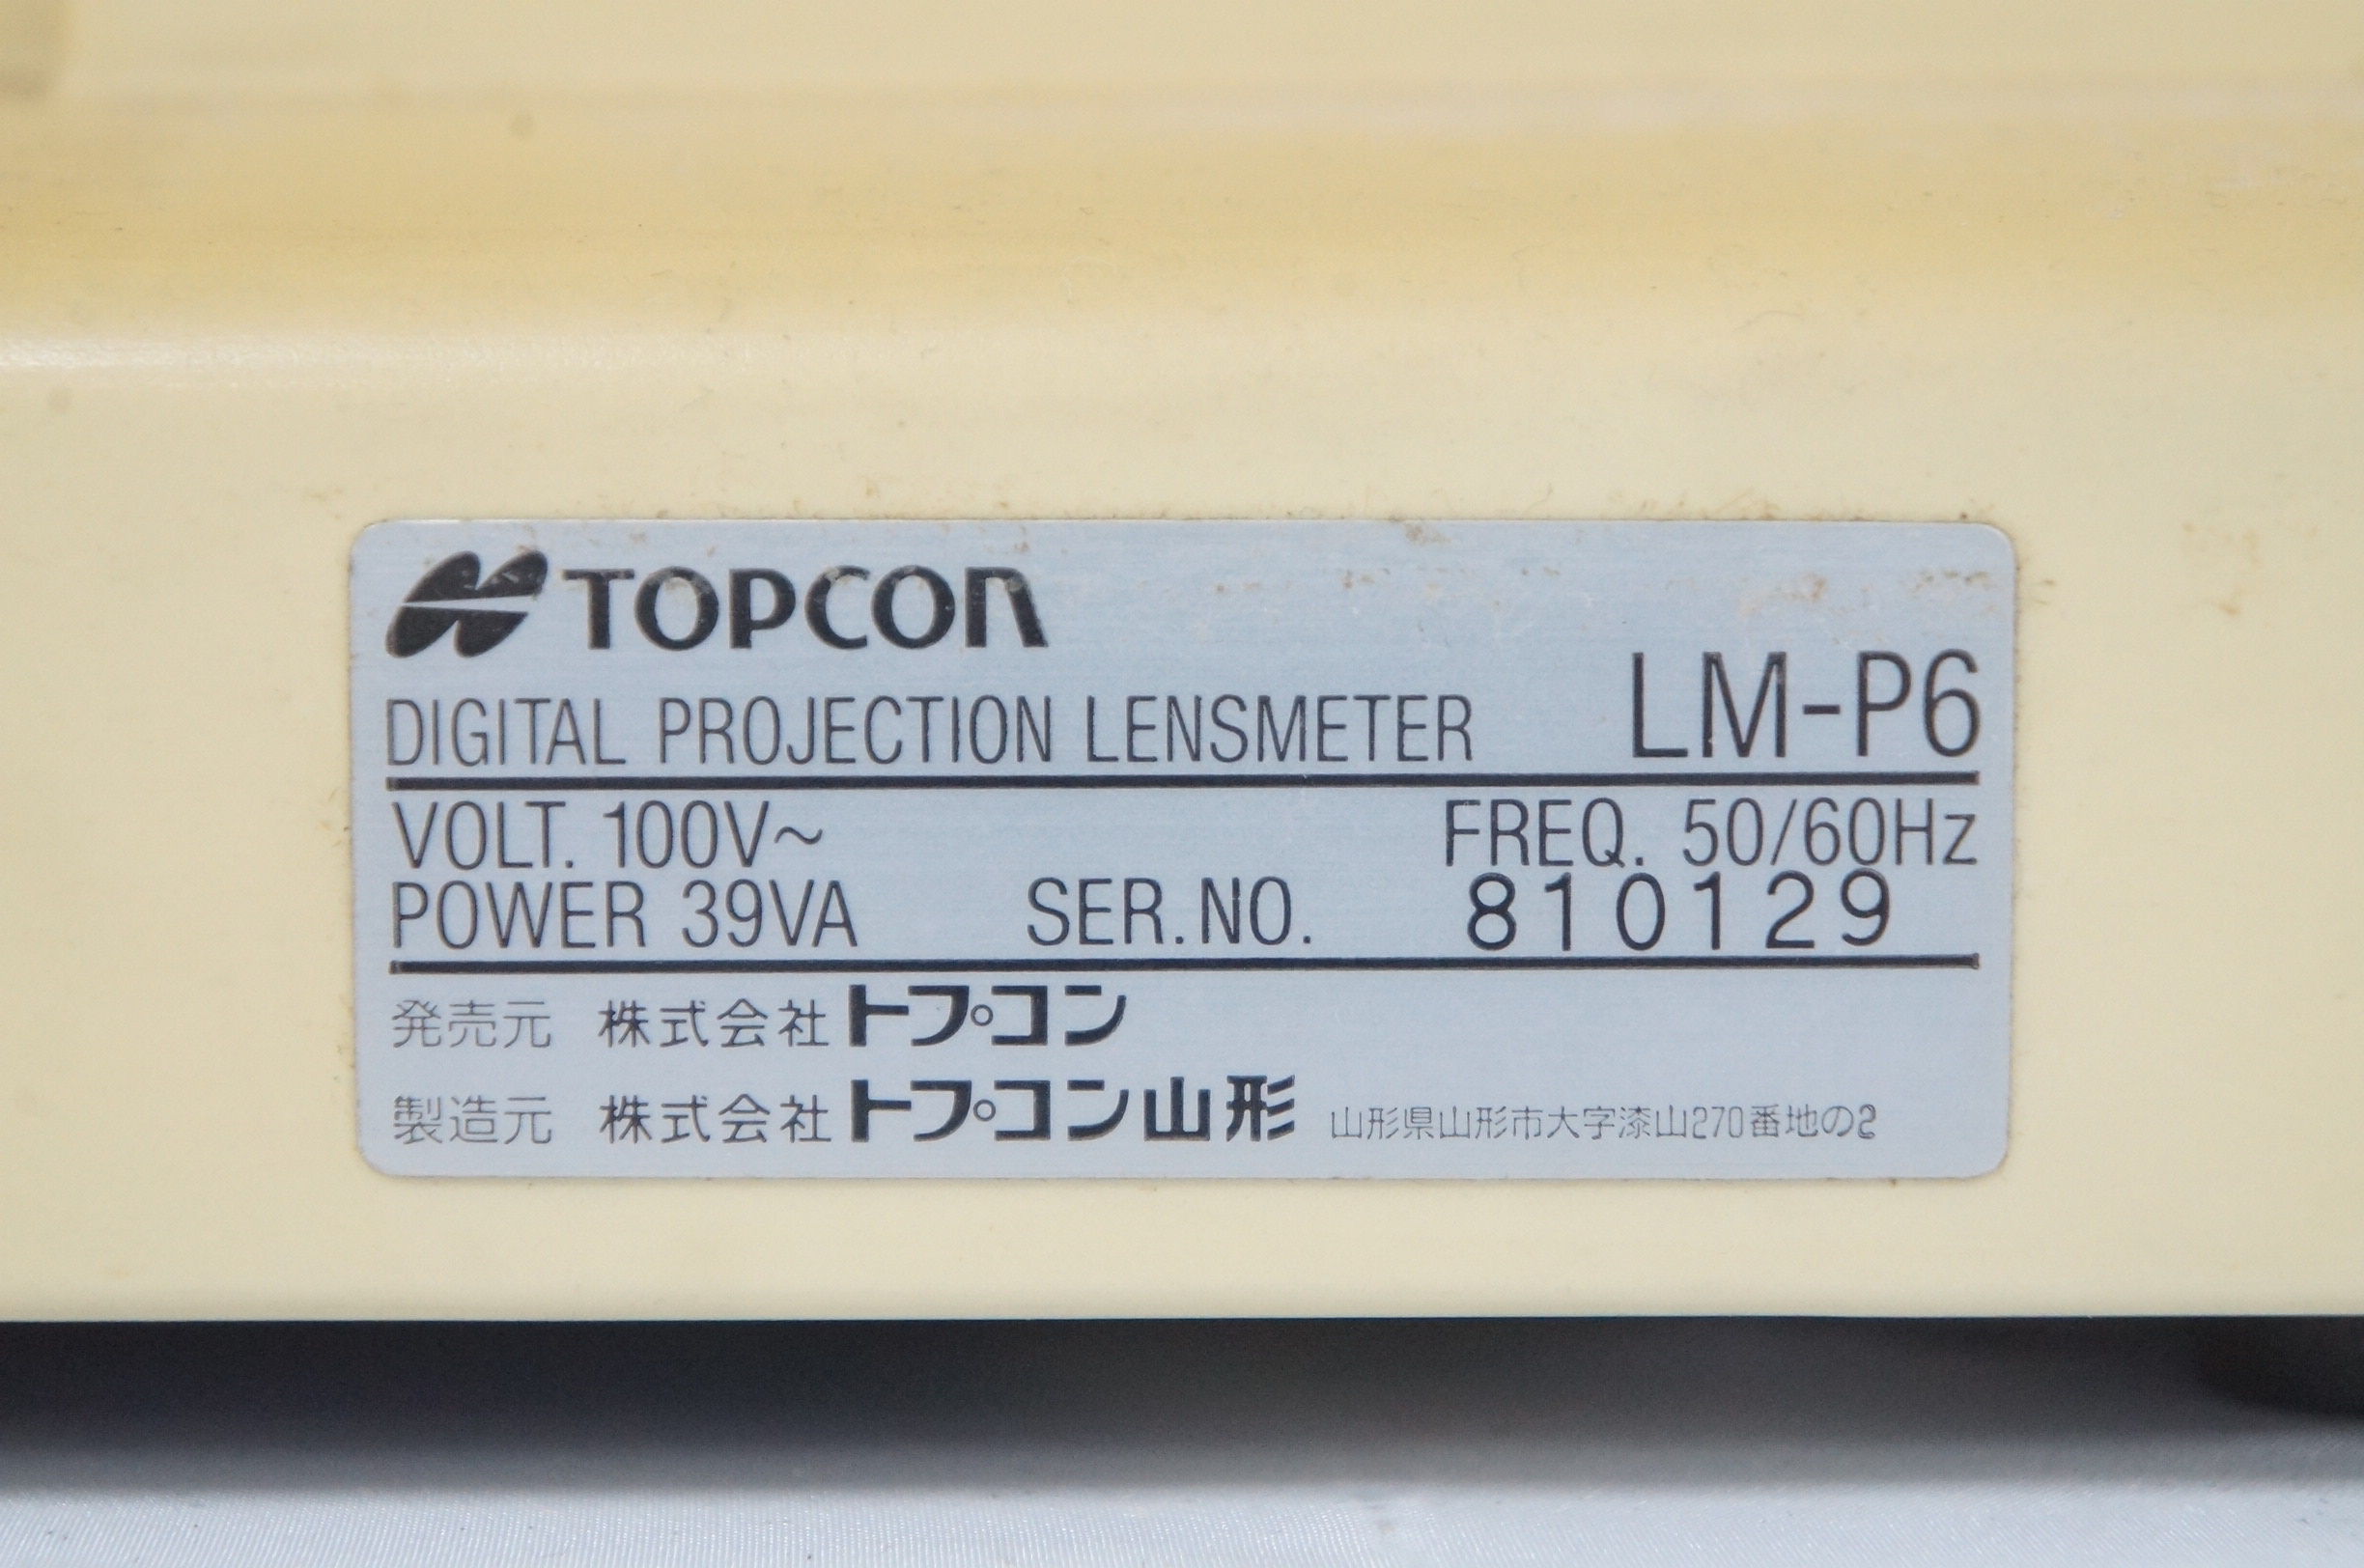 TOPCON
DIGITAL PROJECTION LENSMETER LM-P6
VOLT. 100V~ FREQ. 50/60Hz
POWER 39VA SER.NO. 810129
発売元 株式会社トプコン
製造元 株式会社トプコン山形 山形県山形市大字漆山270番地の2